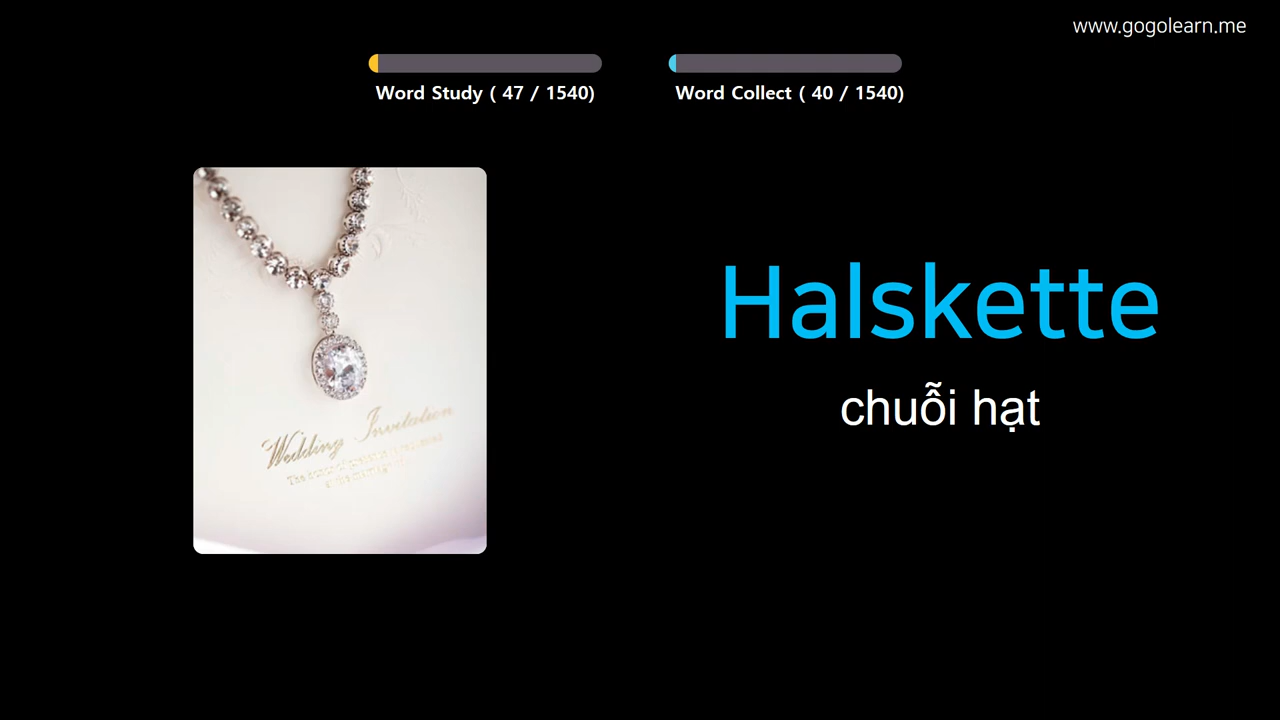 www.gogolearn.me
Word Study ( 47 / 1540)
Word Collect ( 40 / 1540)
Halskette
chuỗi hạt
Wedding Invitation